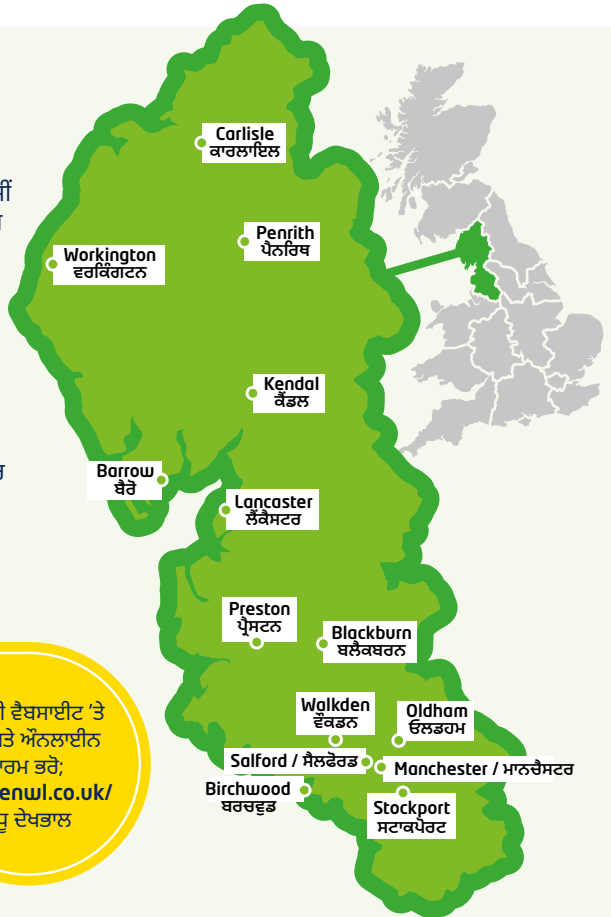 Carlisle
ਕਾਰਲਾਇਲ
Penrith
ਪੈਨਰਿਥ
Workington
ਵਰਕਿੰਗਟਨ
Kendal
ਕੈਂਡਲ
Barrow
ਬੈਰੋ
Lancaster
ਲੈਂਕੈਸਟਰ
Preston
ਪ੍ਰੈਸਟਨ
Blackburn
ਬਲੈਕਬਰਨ
Walkden
ਵੌਕਡਨ
Oldham
ਓਲਡਹਮ
Salford / ਸੈਲਫੋਰਡ
Manchester / ਮਾਨਚੈਸਟਰ
Birchwood
ਬਰਚਵੁਡ
Stockport
ਸਟਾਕਪੋਰਟ
ਵੈਬਸਾਈਟ 'ਤੇ
ਔਨਲਾਈਨ
ਭਰੋ;
enwl.co.uk/
ਦੇਖਭਾਲ